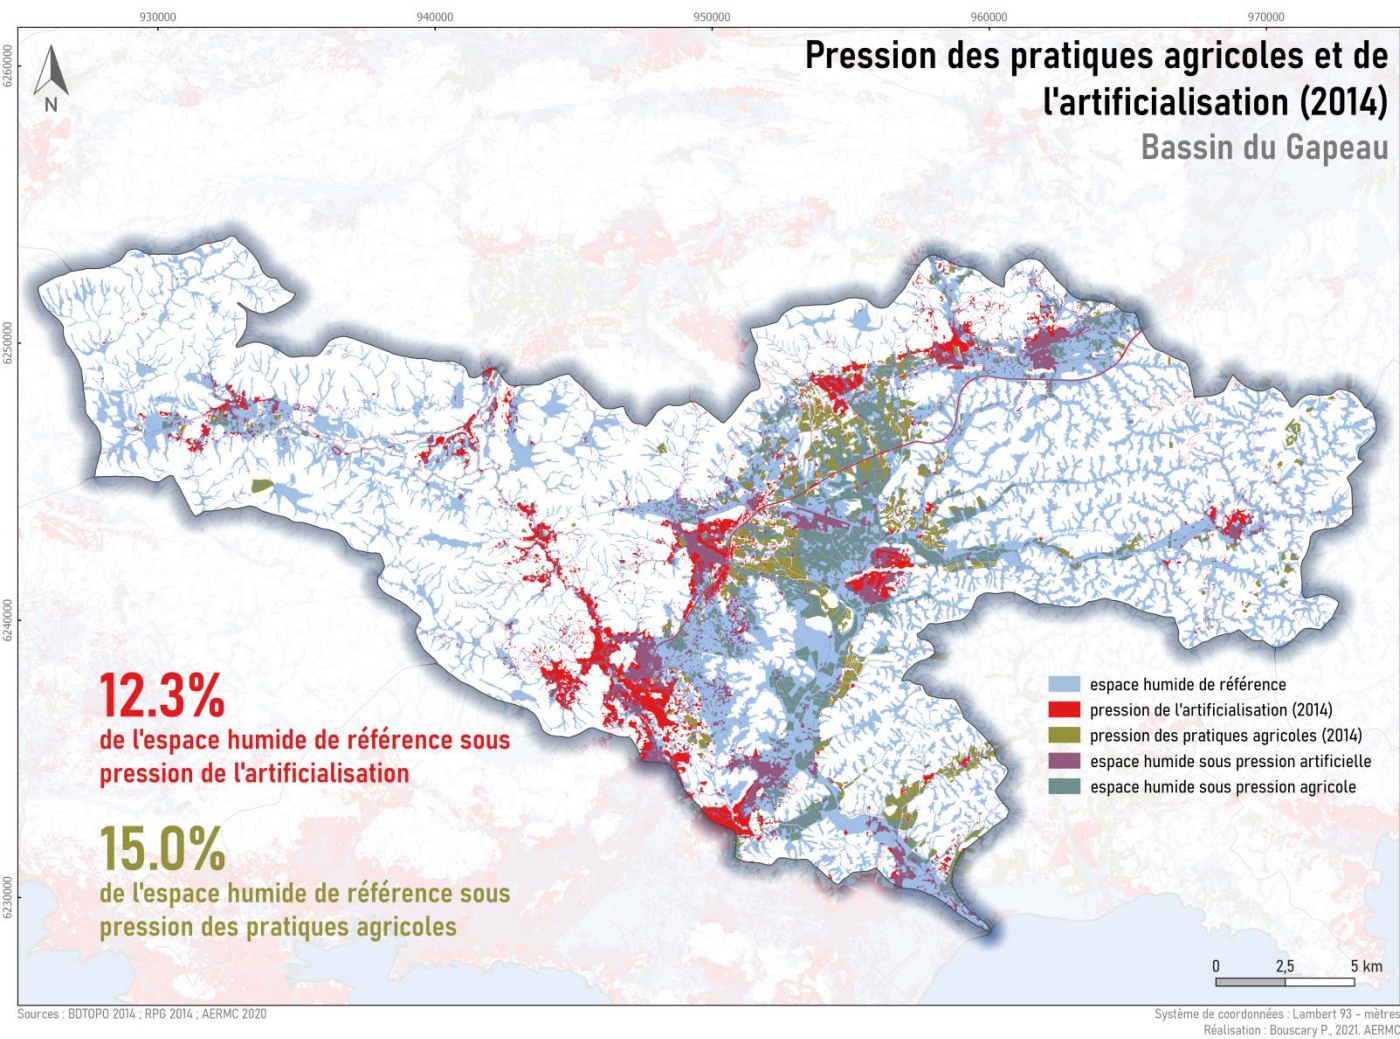 930000
940000
950000
960000
970000
6260000
6250000
6240000
6230000
N
Pression des pratiques agricoles et de
l'artificialisation (2014)
Bassin du Gapeau
12.3%
de l'espace humide de référence sous
pression de l'artificialisation
15.0%
de l'espace humide de référence sous
pression des pratiques agricoles
espace humide de référence
pression de l'artificialisation (2014)
pression des pratiques agricoles (2014)
espace humide sous pression artificielle
espace humide sous pression agricole
0 2,5 5 km
Sources : BDTOPO 2014 ; RPG 2014 ; AERMC 2020
Système de coordonnées : Lambert 93 - mètres
Réalisation : Bouscary P., 2021. AERMC